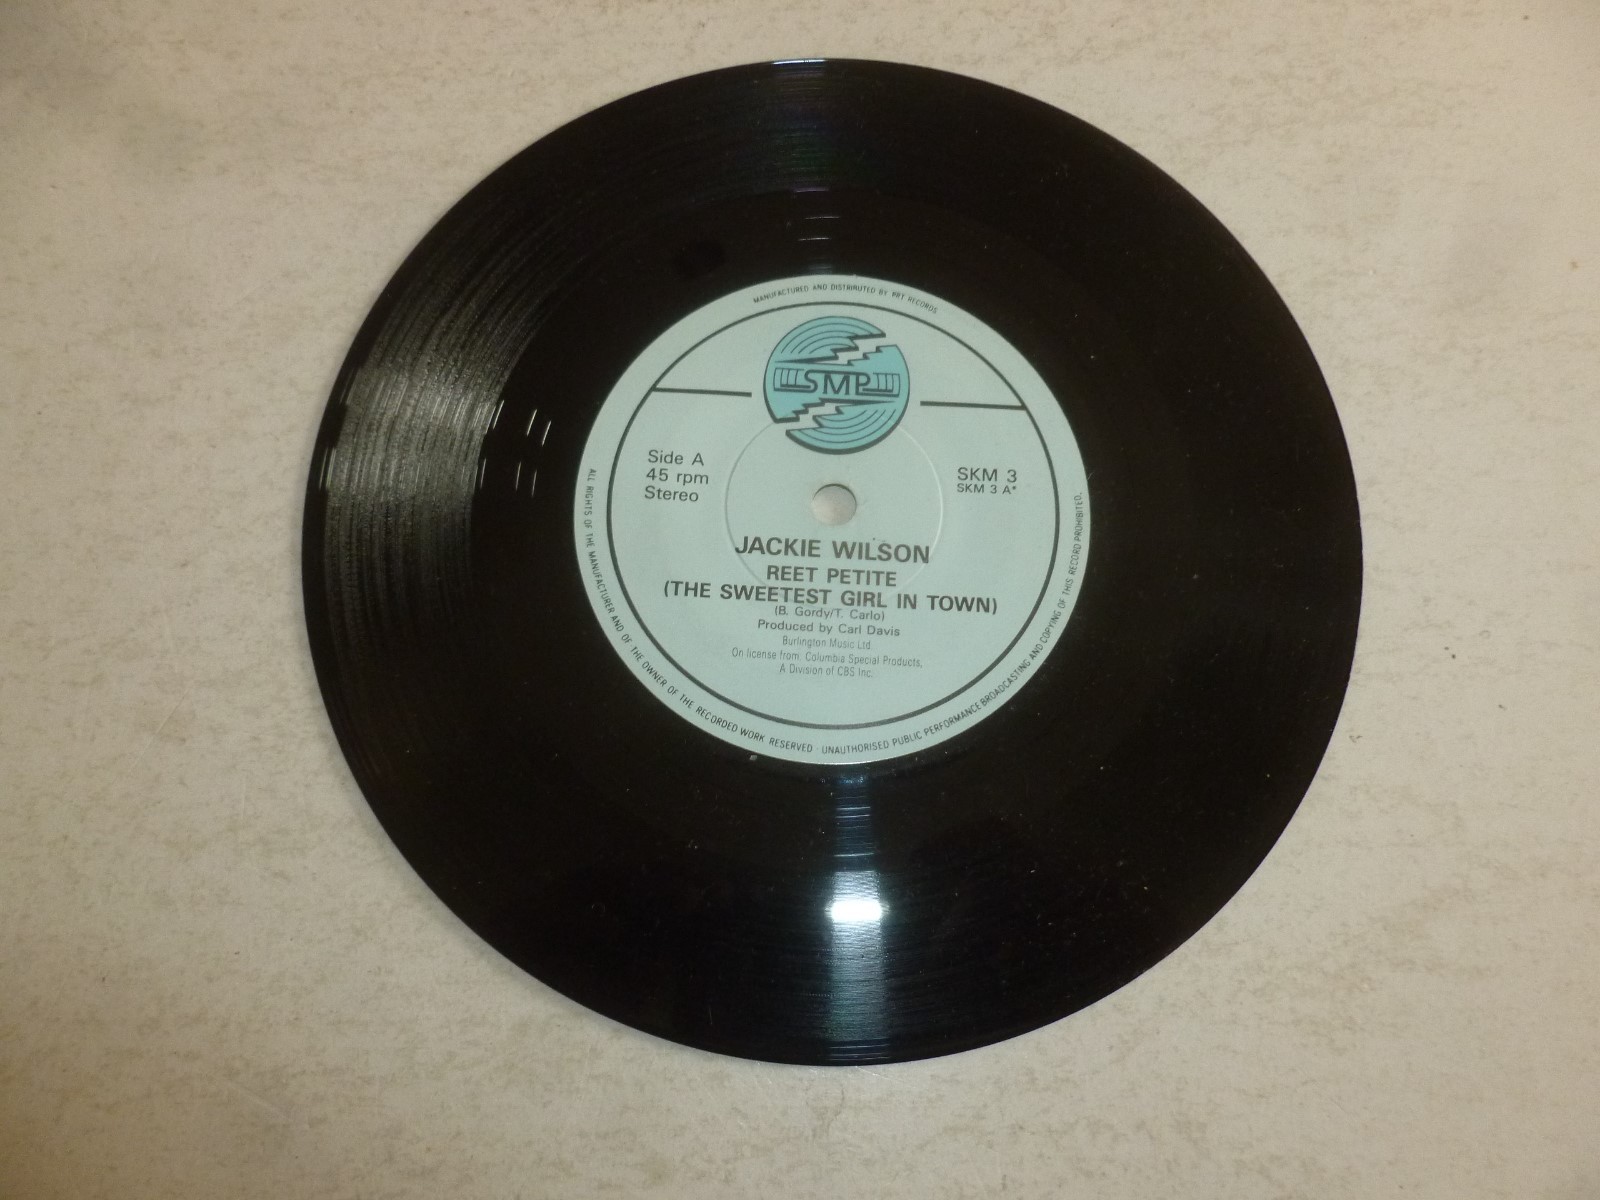 MANUFACTURED AND DISTRIBUTED BY PRT RECORDS
SMP
Side A
45 rpm
Stereo
SKM 3
SKM 3 A*
JACKIE WILSON
REET PETITE
(THE SWEETEST GIRL IN TOWN)
(B. Gordy/T. Carlo)
Produced by Carl Davis
Burlington Music Ltd.
On license from Columbia Special Products,
A Division of CBS Inc.
ALL RIGHTS OF THE MANUFACTURER AND OF THE OWNER OF THE RECORDED WORK RESERVED · UNAUTHORISED PUBLIC PERFORMANCE BROADCASTING AND COPYING OF THIS RECORD PROHIBITED.